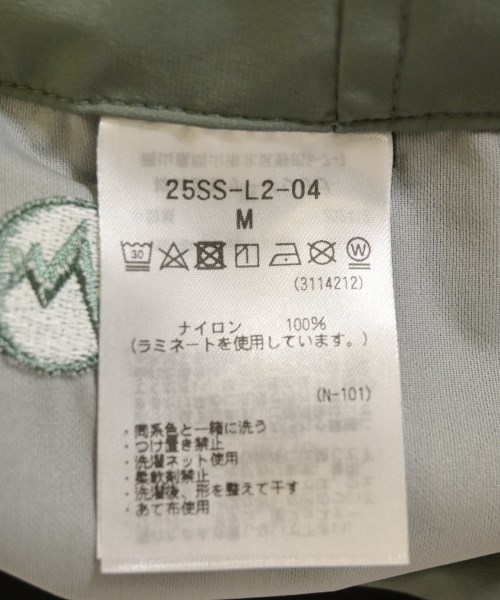 25SS-L2-04
M
30
W
(3114212)
ナイロン 100%
(ラミネートを使用しています。)
(N-101)
・同系色と一緒に洗う
・つけ置き禁止
・洗濯ネット使用
・柔軟剤禁止
・洗濯後、形を整えて干す
・あて布使用